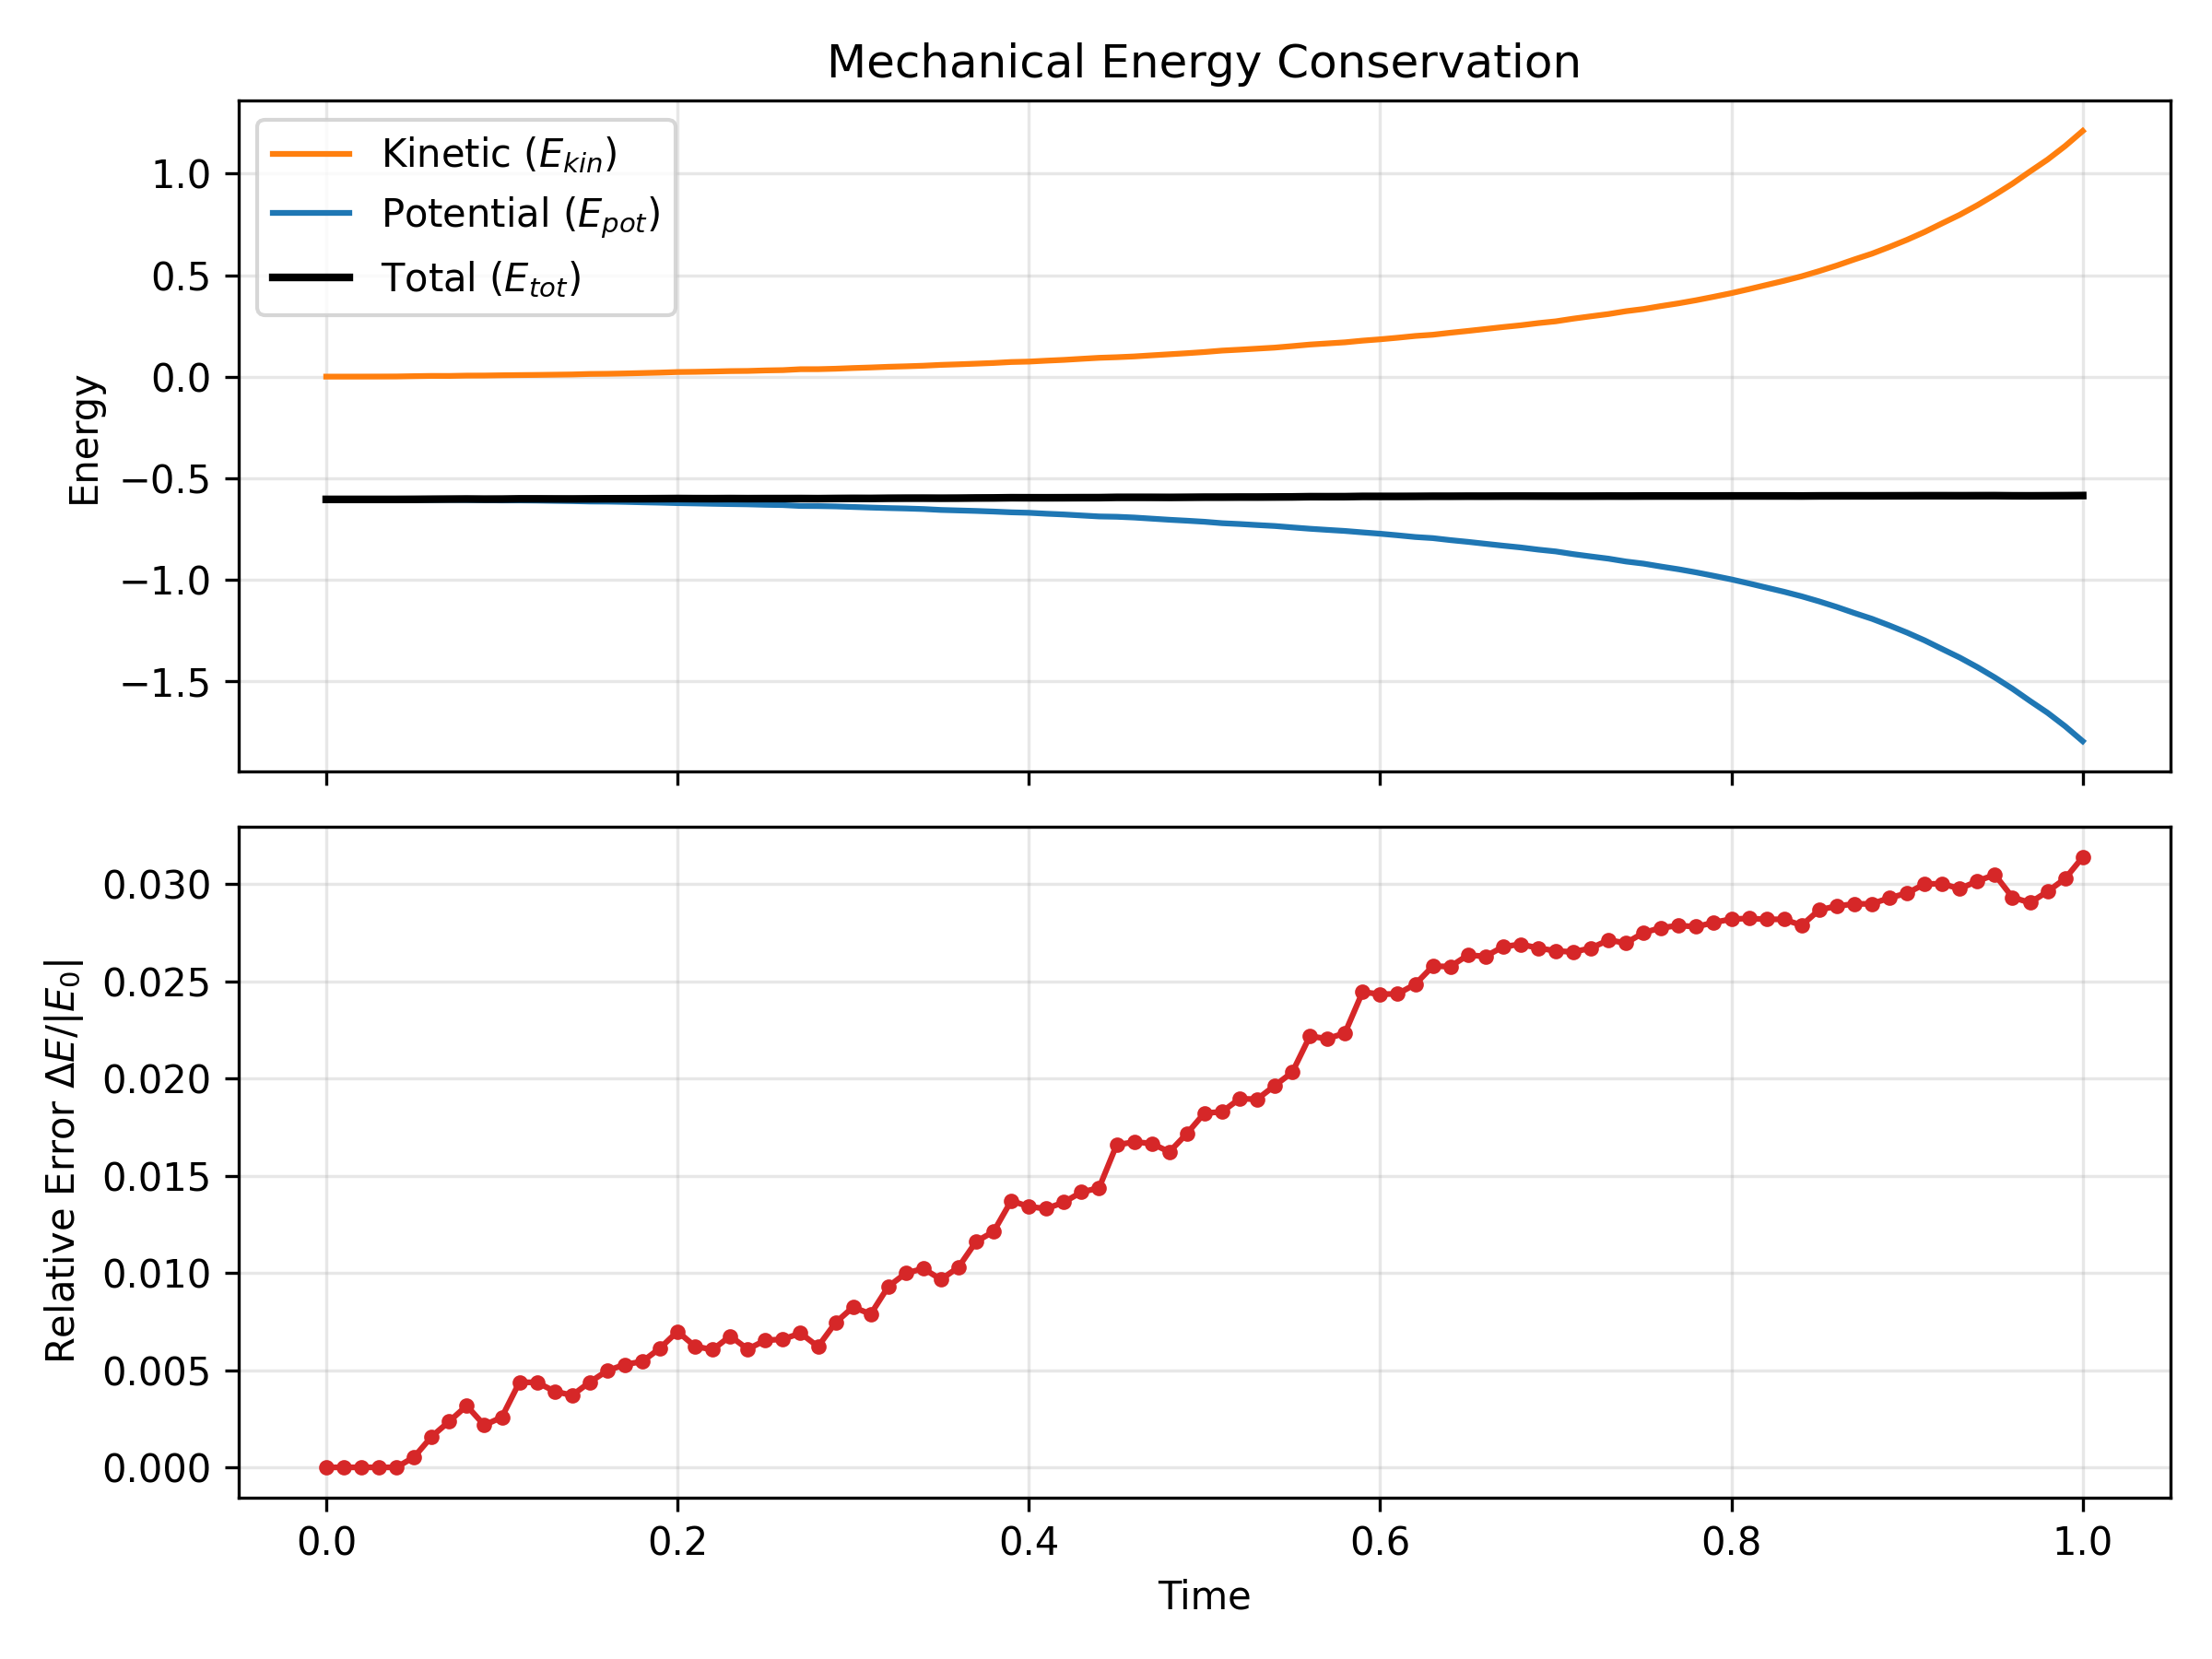 Mechanical Energy Conservation
Kinetic (E_kin)
Potential (E_pot)
Total (E_tot)
Energy
1.0
0.5
0.0
−0.5
−1.0
−1.5
Relative Error ΔE/|E_0|
0.030
0.025
0.020
0.015
0.010
0.005
0.000
0.0 0.2 0.4 0.6 0.8 1.0
Time